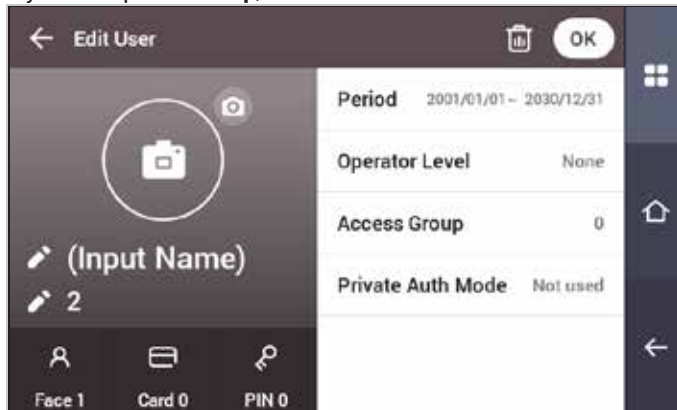 Edit User
OK
Period 2001/01/01 ~ 2030/12/31
Operator Level None
Access Group 0
Private Auth Mode Not used
(Input Name)
2
Face 1 Card 0 PIN 0